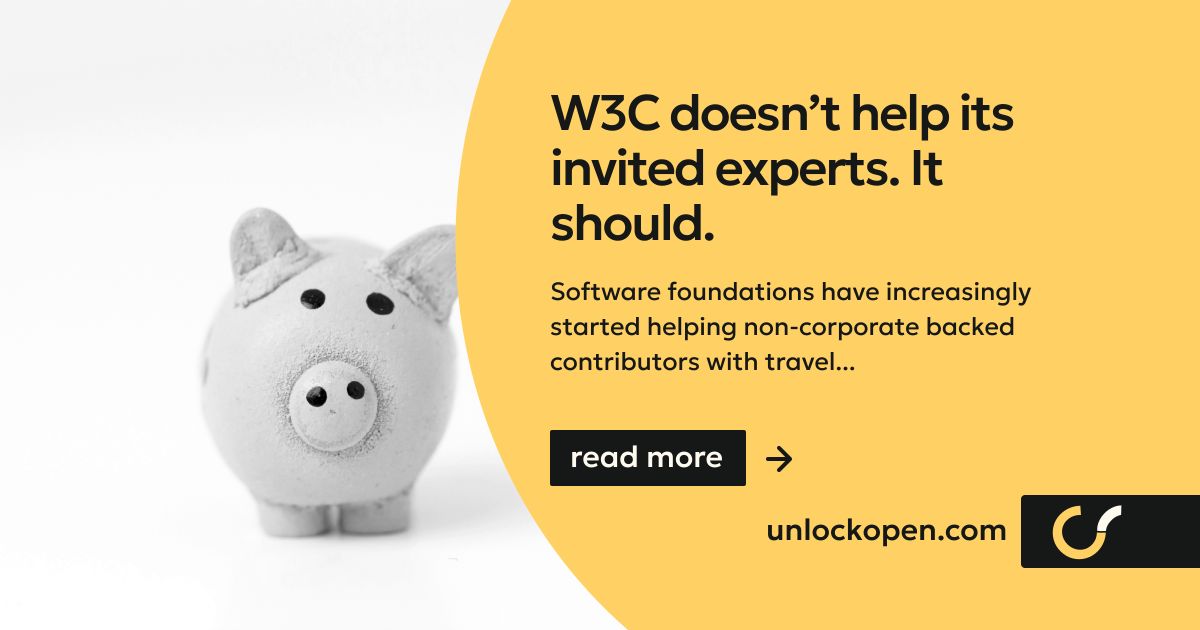 W3C doesn’t help its
invited experts. It
should.
Software foundations have increasingly
started helping non-corporate backed
contributors with travel...
read more
unlockopen.com